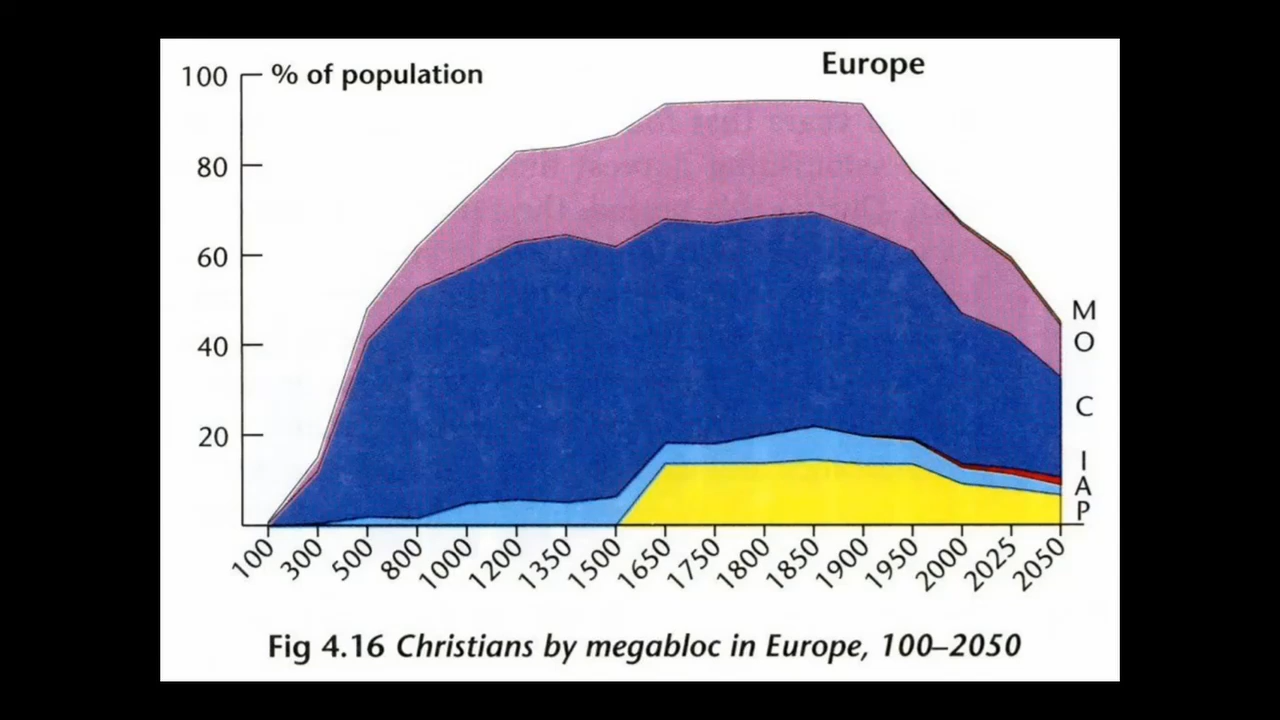 Europe
% of population
100
80
60
40
20
M
O
C
I
A
P
100 300 500 800 1000 1200 1350 1500 1650 1750 1800 1850 1900 1950 2000 2025 2050
Fig 4.16 Christians by megabloc in Europe, 100–2050